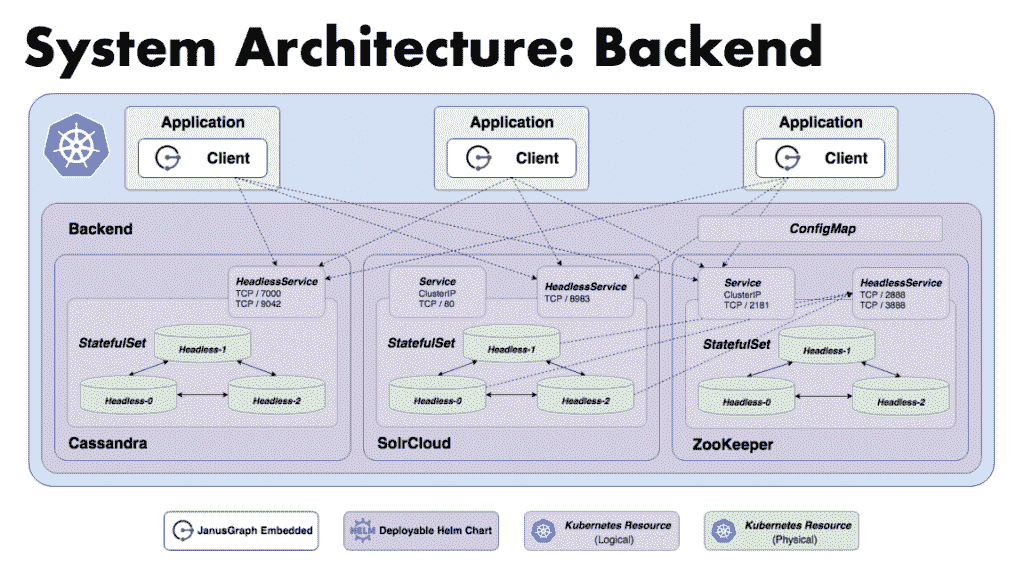 System Architecture: Backend
Application
Client
Application
Client
Application
Client
Backend
ConfigMap
HeadlessService
TCP / 7000
TCP / 9042
StatefulSet
Headless-1
Headless-0
Headless-2
Cassandra
Service
ClusterIP
TCP / 80
HeadlessService
TCP / 8983
StatefulSet
Headless-1
Headless-0
Headless-2
SolrCloud
Service
ClusterIP
TCP / 2181
HeadlessService
TCP / 2888
TCP / 3888
StatefulSet
Headless-1
Headless-0
Headless-2
ZooKeeper
JanusGraph Embedded
HELM
Deployable Helm Chart
Kubernetes Resource
(Logical)
Kubernetes Resource
(Physical)